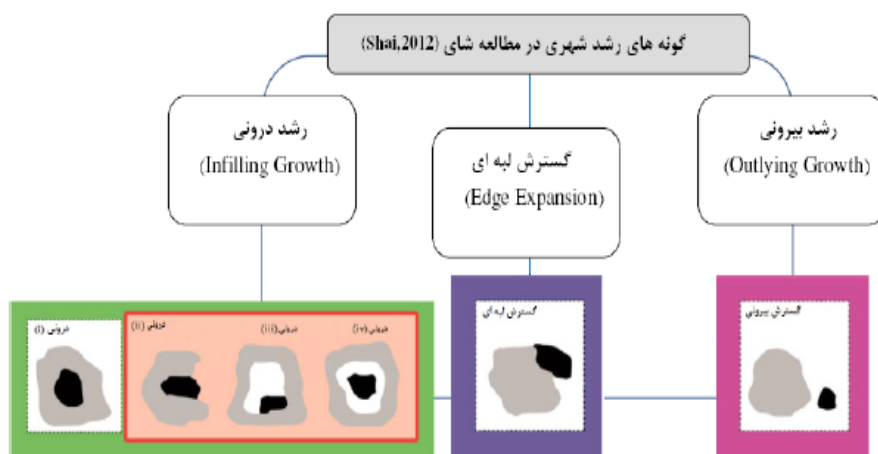 گونه های رشد شهری در مطالعه شای (Shai,2012)
رشد بیرونی
(Outlying Growth)
گسترش لبه ای
(Edge Expansion)
رشد درونی
(Infilling Growth)
گسترش بیرونی
گسترش لبه ای
درونی (iv)
درونی (iii)
درونی (ii)
درونی (i)